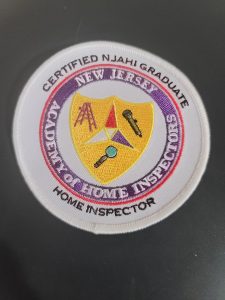 CERTIFIED NJAHI GRADUATE
NEW JERSEY
ACADEMY of HOME INSPECTORS
HOME INSPECTOR